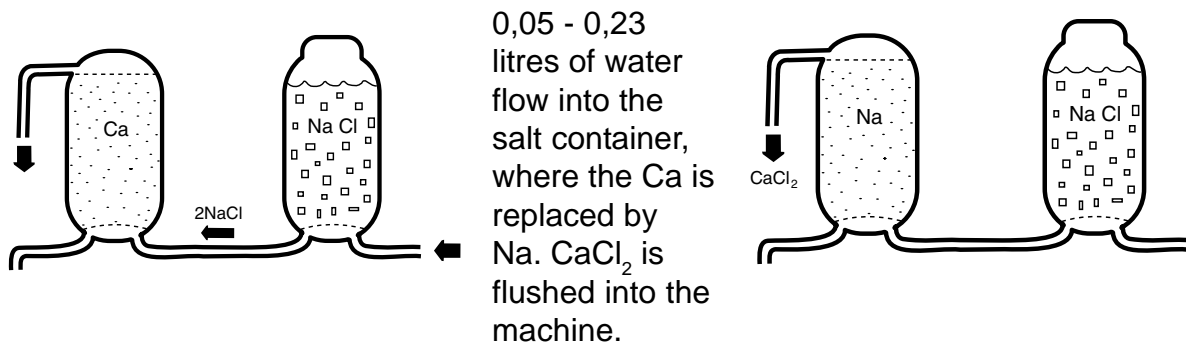 Ca
Na Cl
2NaCl
0,05 - 0,23
litres of water
flow into the
salt container,
where the Ca is
replaced by
Na. CaCl₂ is
flushed into the
machine.
Na
Na Cl
CaCl₂